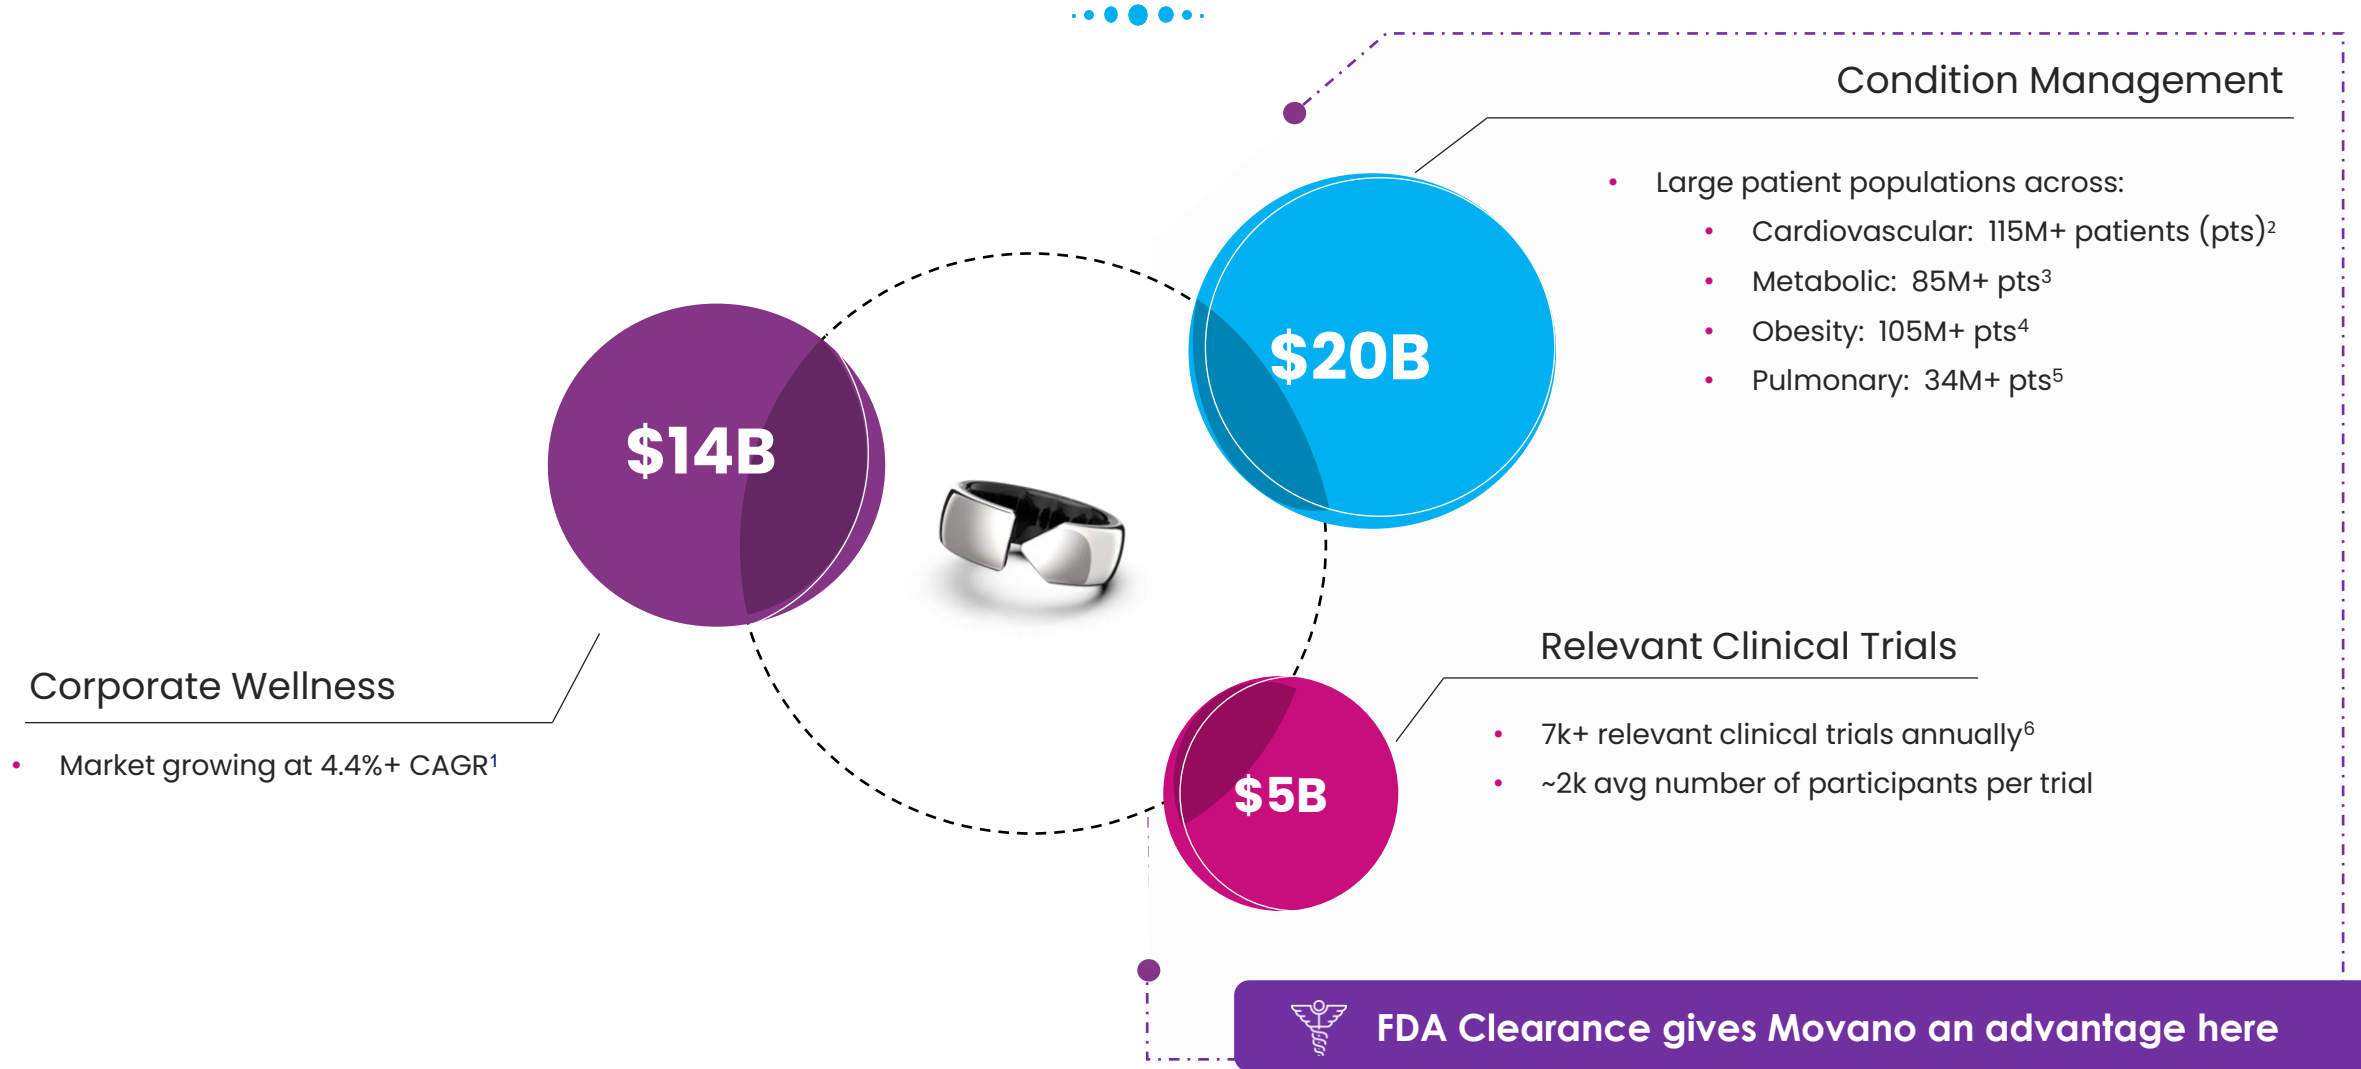 Condition Management
• Large patient populations across:
• Cardiovascular: 115M+ patients (pts)²
• Metabolic: 85M+ pts³
• Obesity: 105M+ pts⁴
• Pulmonary: 34M+ pts⁵
$20B
$14B
Corporate Wellness
• Market growing at 4.4%+ CAGR¹
Relevant Clinical Trials
• 7k+ relevant clinical trials annually⁶
• ~2k avg number of participants per trial
$5B
FDA Clearance gives Movano an advantage here